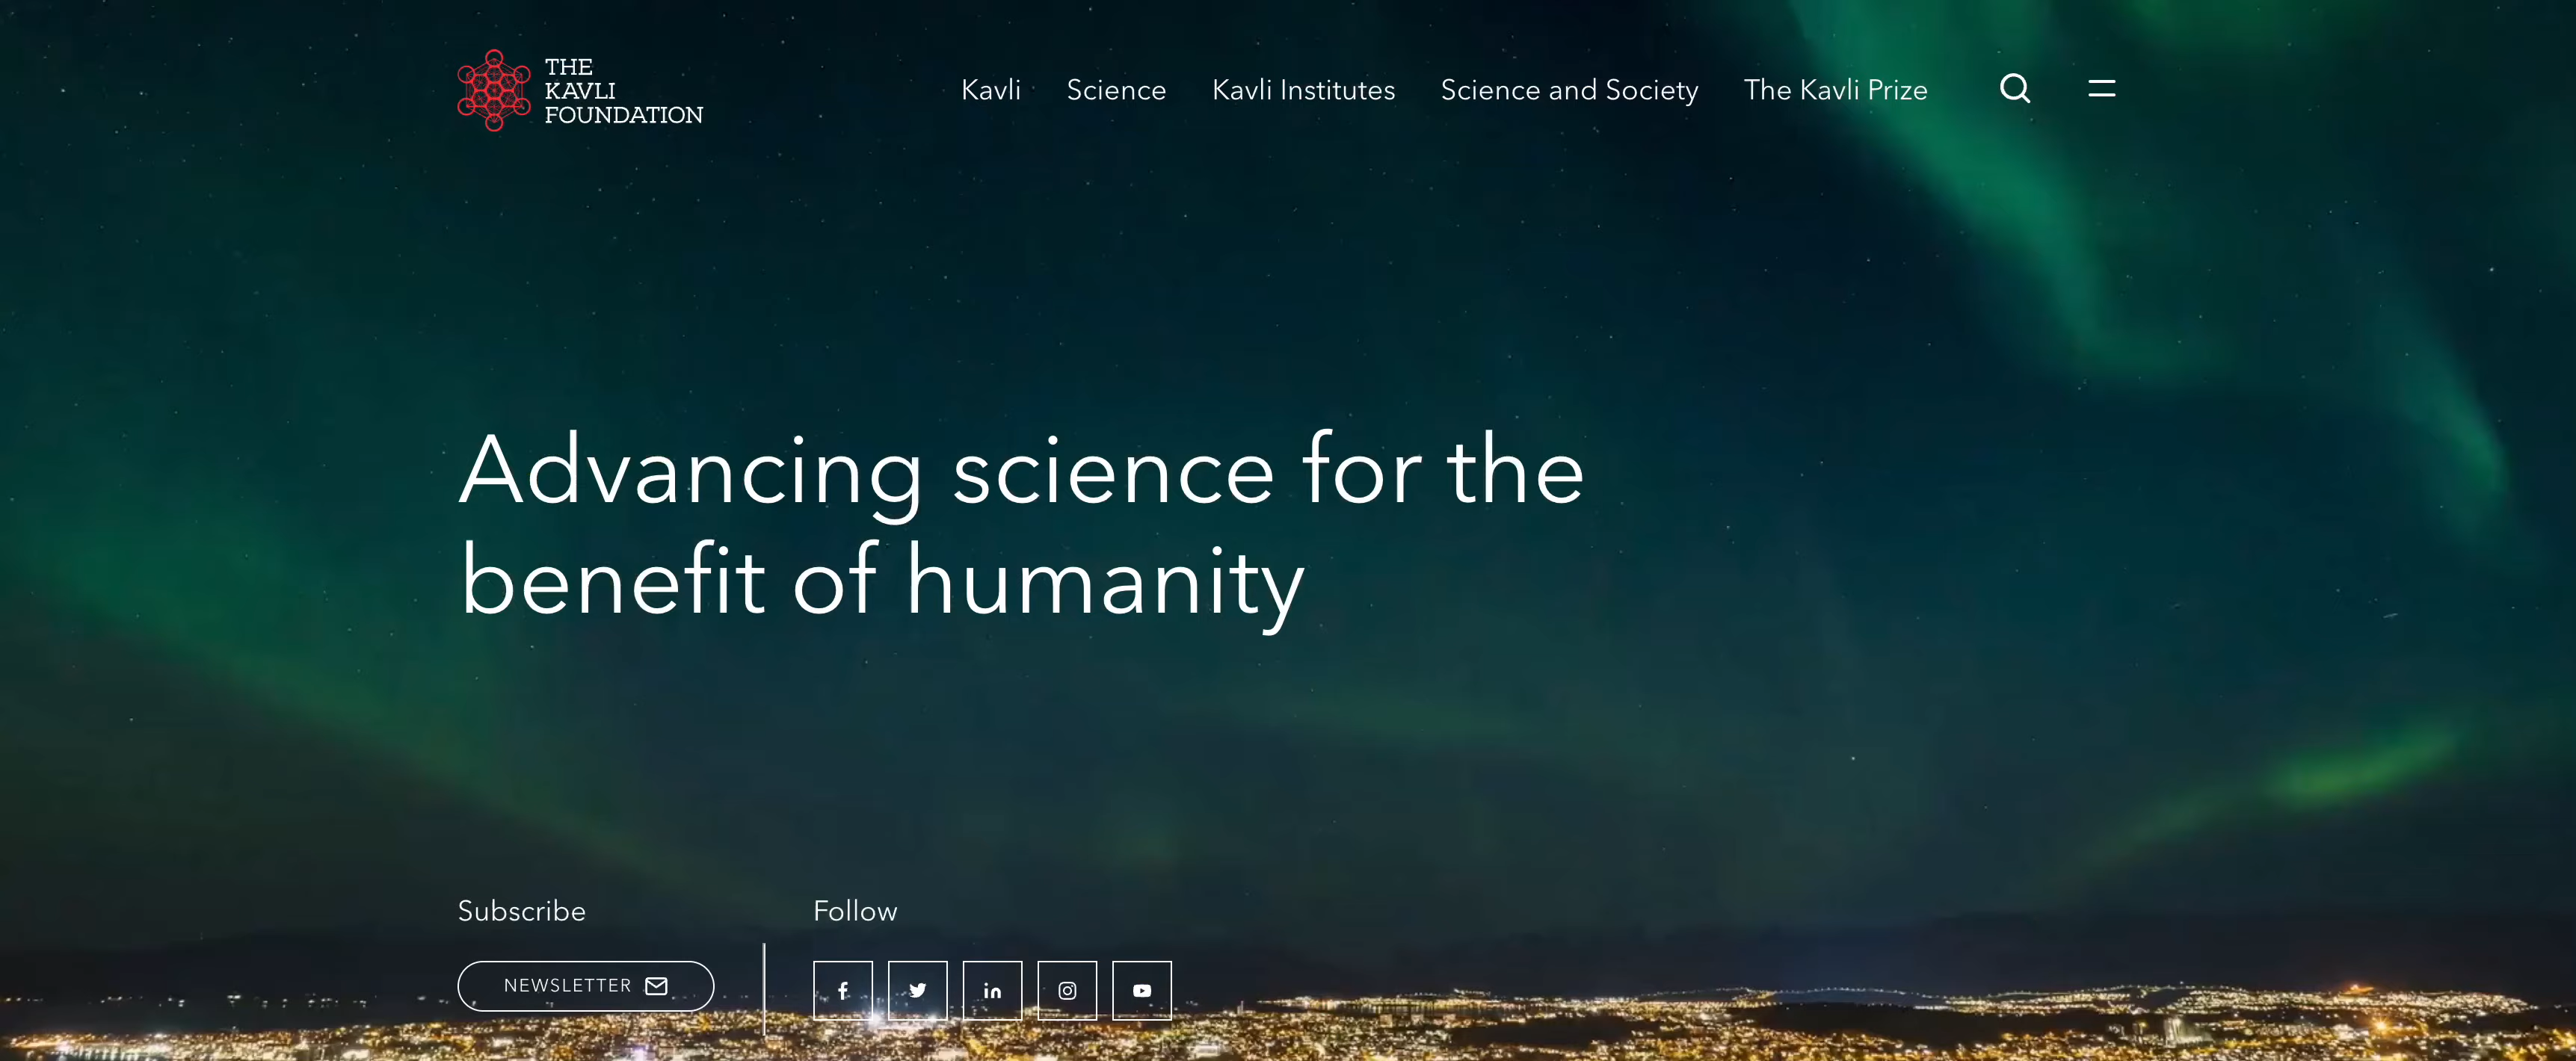 THE
KAVLI
FOUNDATION
Kavli Science Kavli Institutes Science and Society The Kavli Prize
Advancing science for the
benefit of humanity
Subscribe
Follow
NEWSLETTER